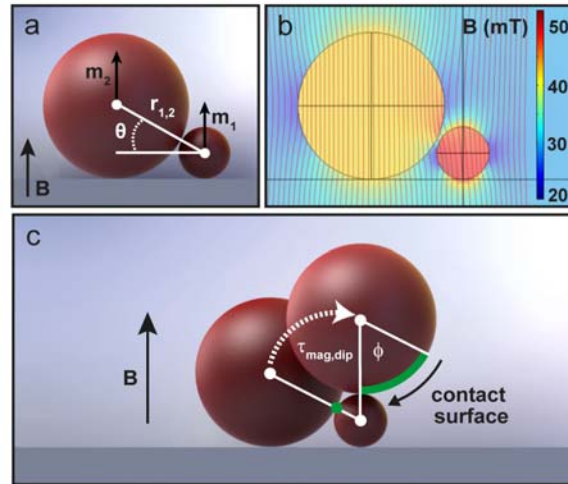 a
m₂
r₁,₂
m₁
θ
B
b
B (mT)
50
40
30
20
c
B
τmag,dip
ϕ
contact
surface